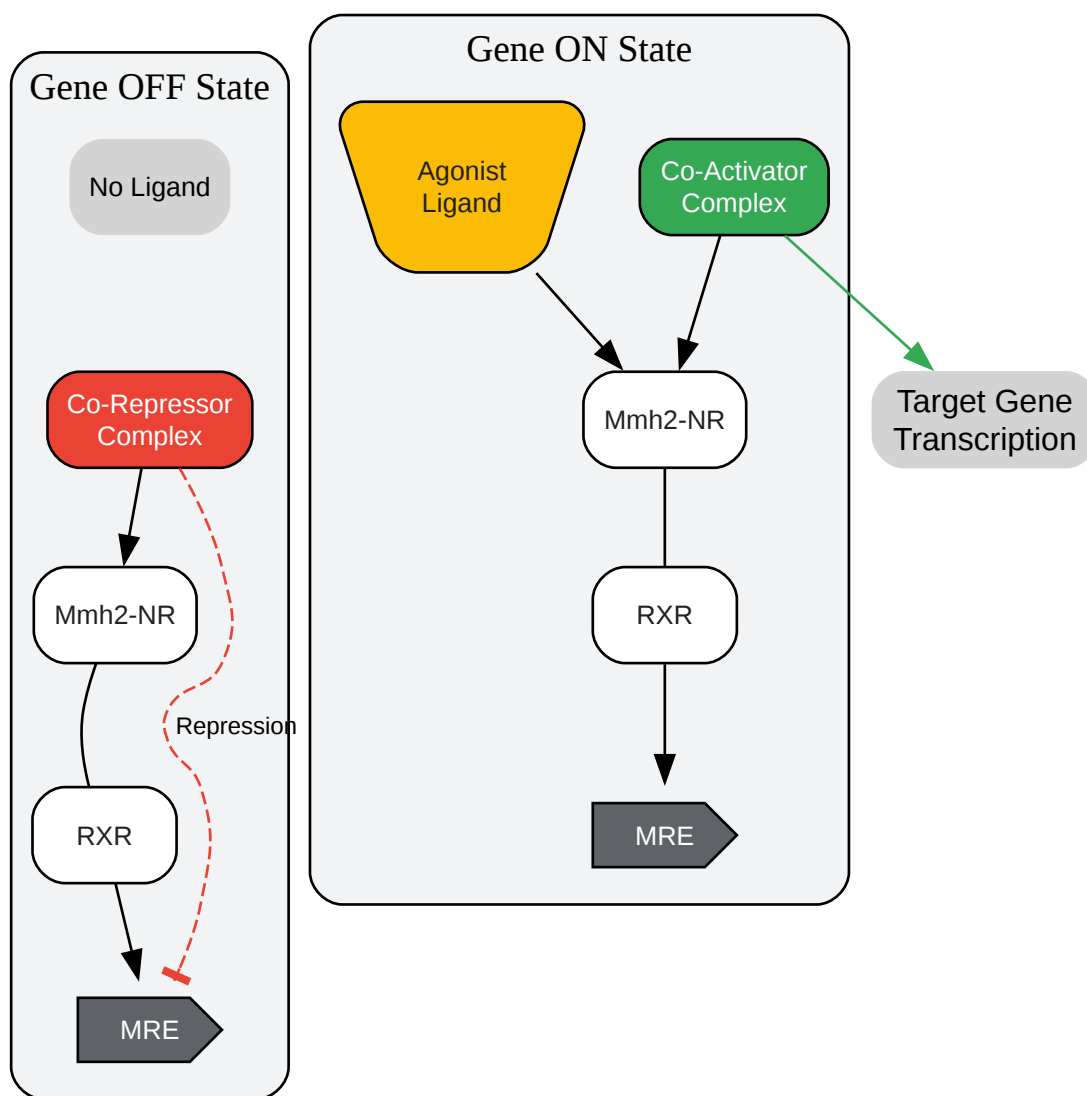 Gene OFF State
No Ligand
Co-Repressor
Complex
Mmh2-NR
Repression
RXR
MRE
Gene ON State
Agonist
Ligand
Co-Activator
Complex
Mmh2-NR
RXR
MRE
Target Gene
Transcription